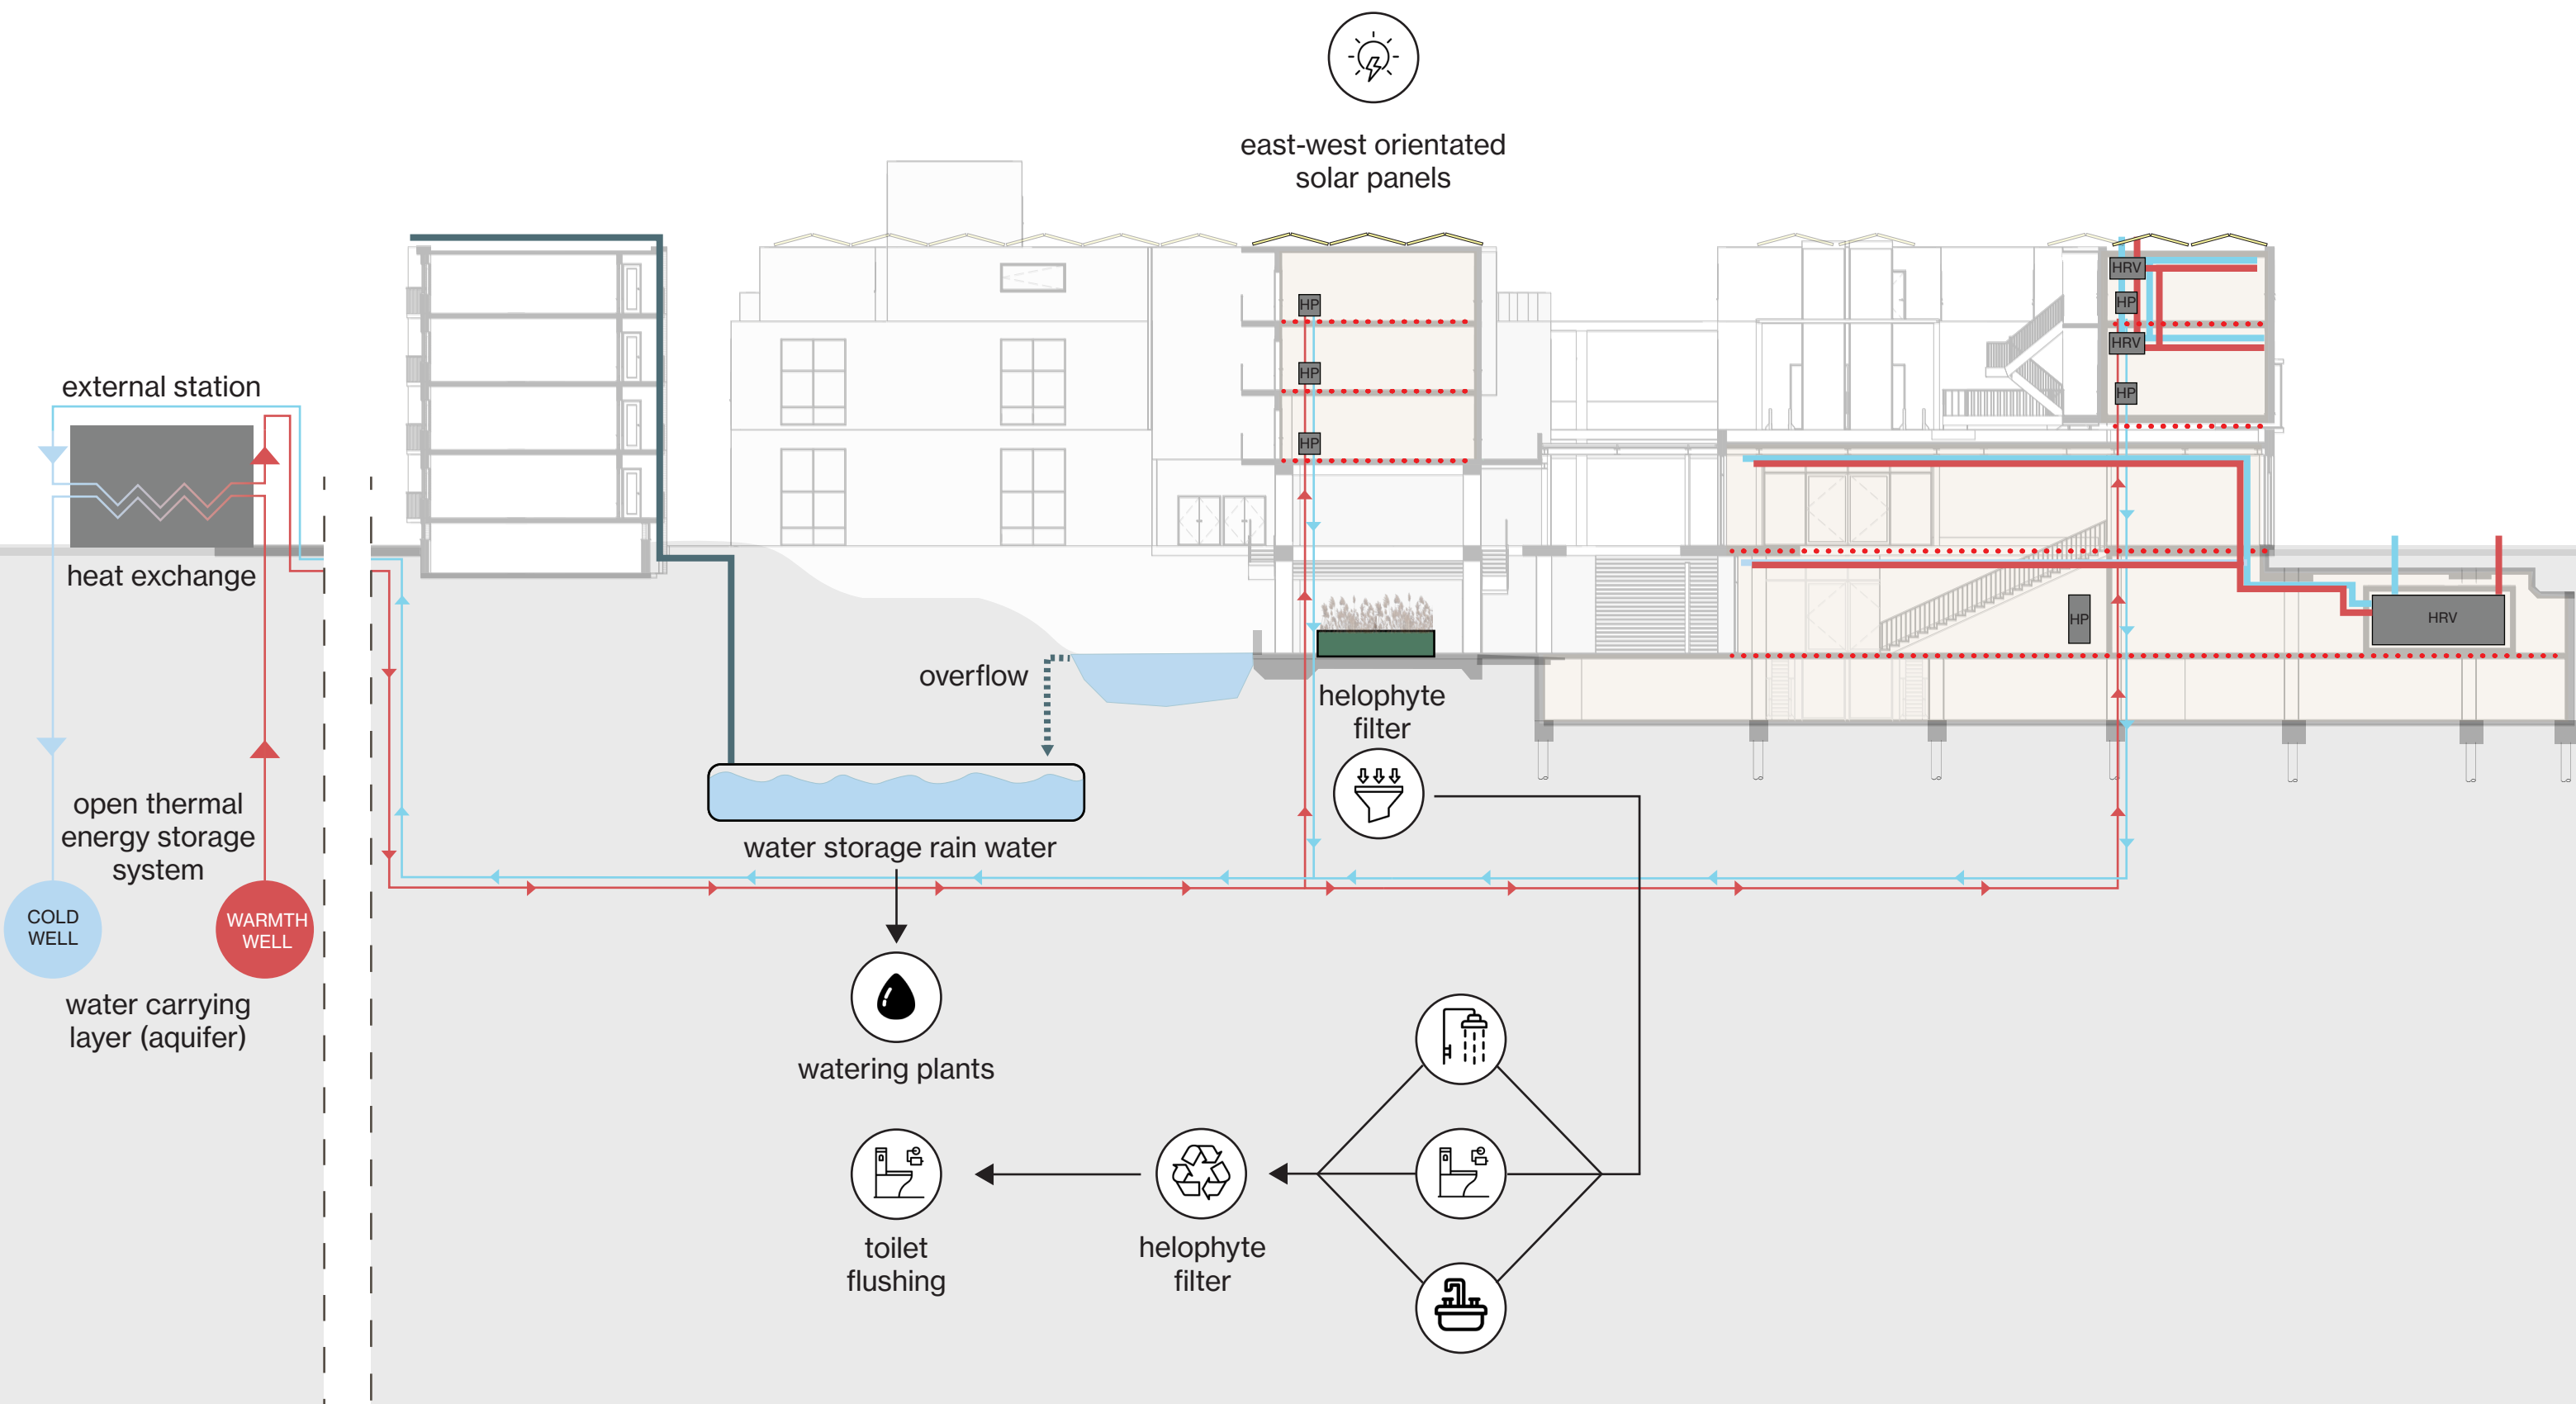 east-west orientated
solar panels
HRV
HP
HP
HRV
HP
HP
HP
external station
heat exchange
HP
HRV
overflow
helophyte
filter
open thermal
energy storage
system
water storage rain water
COLD
WELL
WARMTH
WELL
water carrying
layer (aquifer)
watering plants
toilet
flushing
helophyte
filter